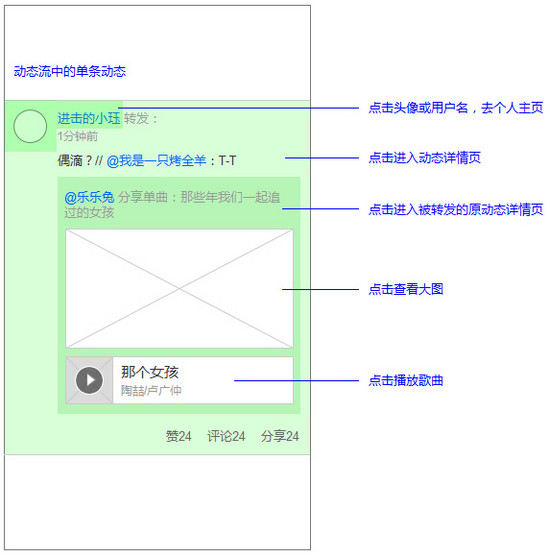 动态流中的单条动态
进击的小珏 转发：
1分钟前
点击头像或用户名，去个人主页
偶滴？// @我是一只烤全羊：T-T
点击进入动态详情页
@乐乐兔 分享单曲：那些年我们一起追
过的女孩
点击进入被转发的原动态详情页
点击查看大图
那个女孩
陶喆/卢广仲
点击播放歌曲
赞24 评论24 分享24